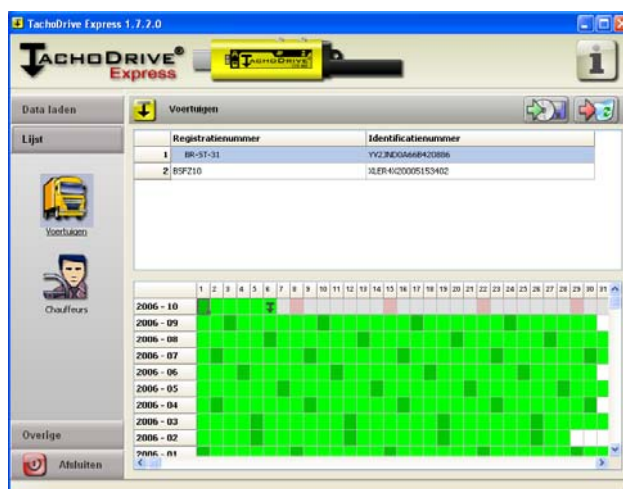 TachoDrive Express 1.7.2.0
TACHODRIVE®
Express
TACHODRIVE
Data laden
Voertuigen
Lijst
Registratienummer Identificatienummer
1 BR-ST-31 YV2JND0A66B420886
2 BSFZ10 XLER4X20005153402
Voertuigen
Chauffeurs
1 2 3 4 5 6 7 8 9 10 11 12 13 14 15 16 17 18 19 20 21 22 23 24 25 26 27 28 29 30 31
2006 - 10
2006 - 09
2006 - 08
2006 - 07
2006 - 06
2006 - 05
2006 - 04
2006 - 03
2006 - 02
2006 - 01
Overige
Afsluiten